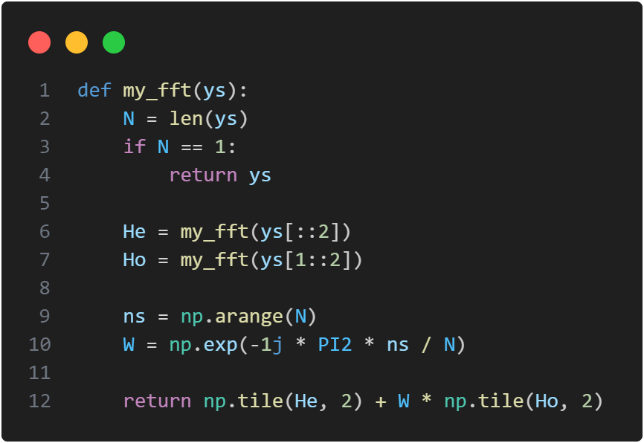 1 def my_fft(ys):
2     N = len(ys)
3     if N == 1:
4         return ys
5
6     He = my_fft(ys[::2])
7     Ho = my_fft(ys[1::2])
8
9     ns = np.arange(N)
10     W = np.exp(-1j * PI2 * ns / N)
11
12     return np.tile(He, 2) + W * np.tile(Ho, 2)